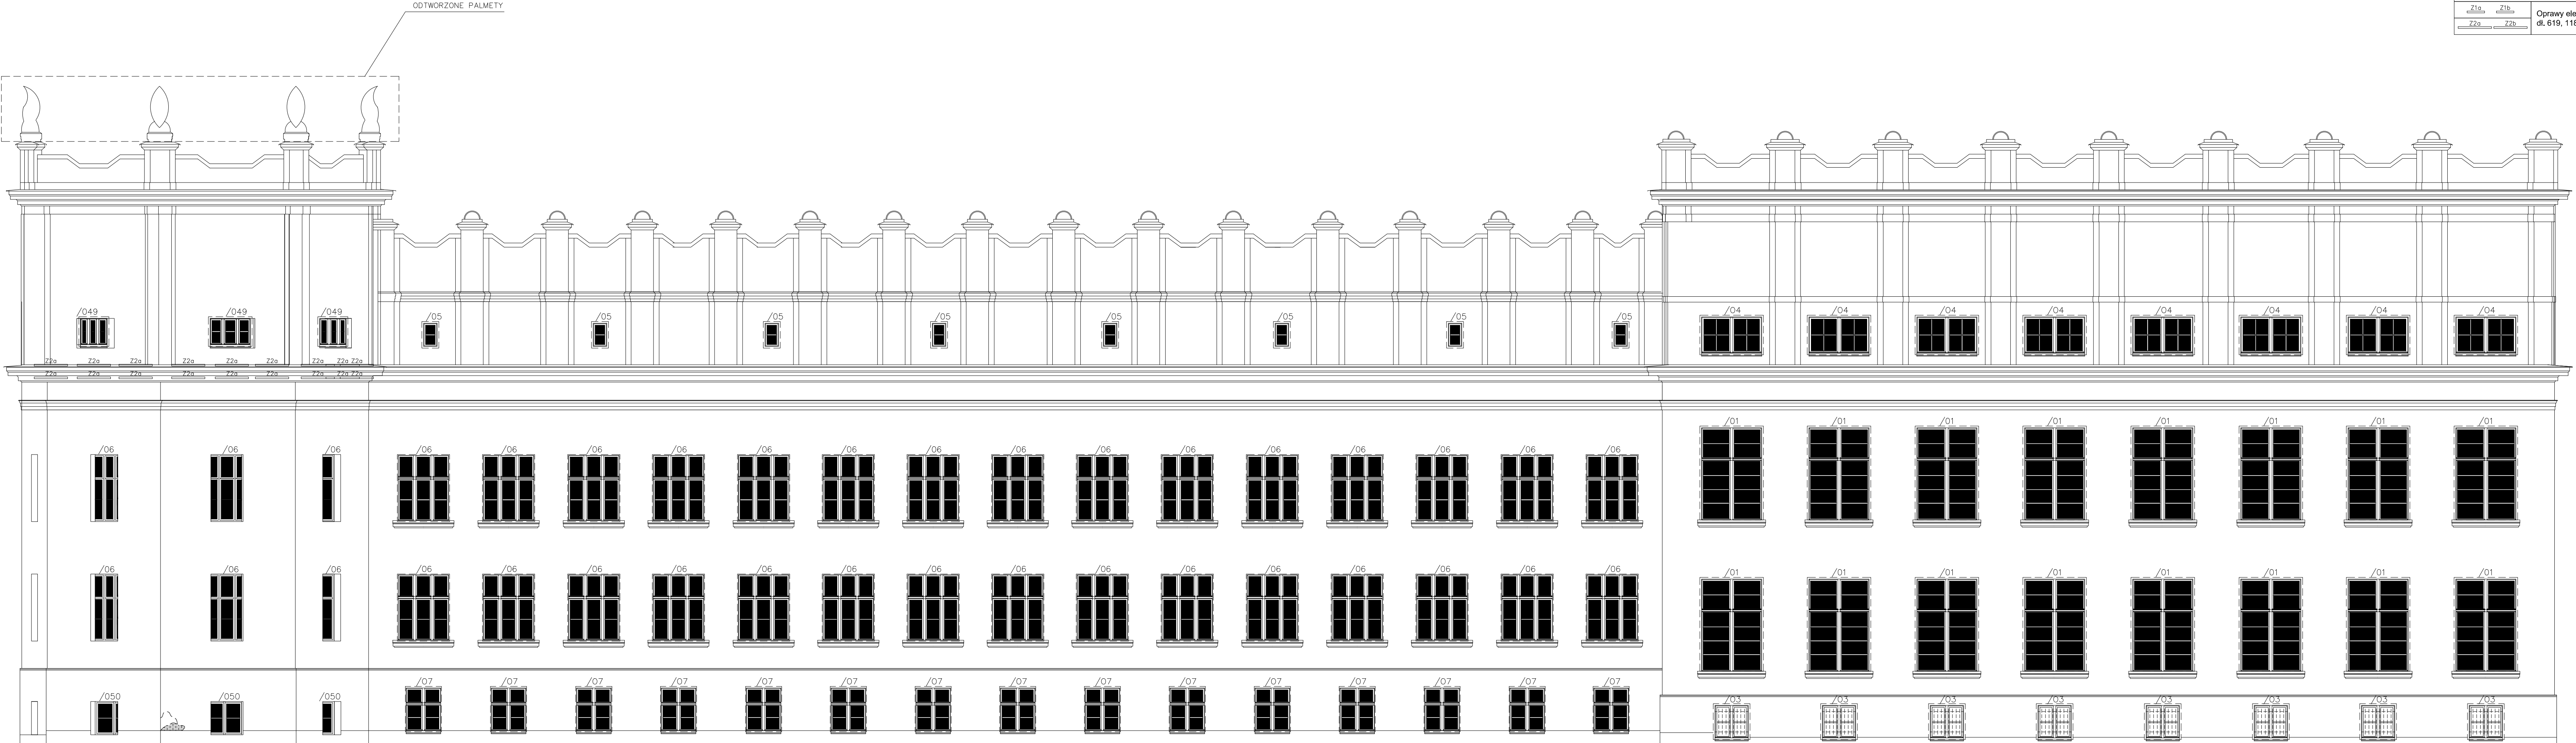 ODTWORZONE PALMETY
Z1a Z1b
Z2a Z2b
Oprawy ele
dł. 619, 118
/049 /049 /049 /05 /05 /05 /05 /05 /05 /05 /05 /04 /04 /04 /04 /04 /04 /04 /04
Z2a Z2a Z2a Z2a Z2a Z2a Z2a Z2a Z2a
Z2a Z2a Z2a Z2a Z2a Z2a Z2a Z2a Z2a
/01 /01 /01 /01 /01 /01 /01 /01
/06 /06 /06 /06 /06 /06 /06 /06 /06 /06 /06 /06 /06 /06 /06 /06 /06 /06
/06 /06 /06 /06 /06 /06 /06 /06 /06 /06 /06 /06 /06 /06 /06 /06 /06 /06 /01 /01 /01 /01 /01 /01 /01 /01
/050 /050 /050 /07 /07 /07 /07 /07 /07 /07 /07 /07 /07 /07 /07 /07 /07 /07 /03 /03 /03 /03 /03 /03 /03 /03